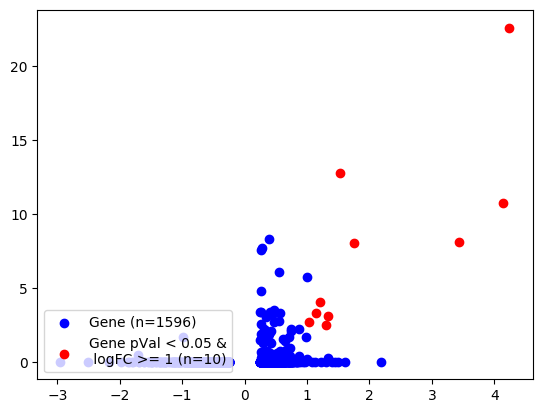 20
15
10
5
0
Gene (n=1596)
Gene pVal < 0.05 &
logFC >= 1 (n=10)
−3 −2 −1 0 1 2 3 4